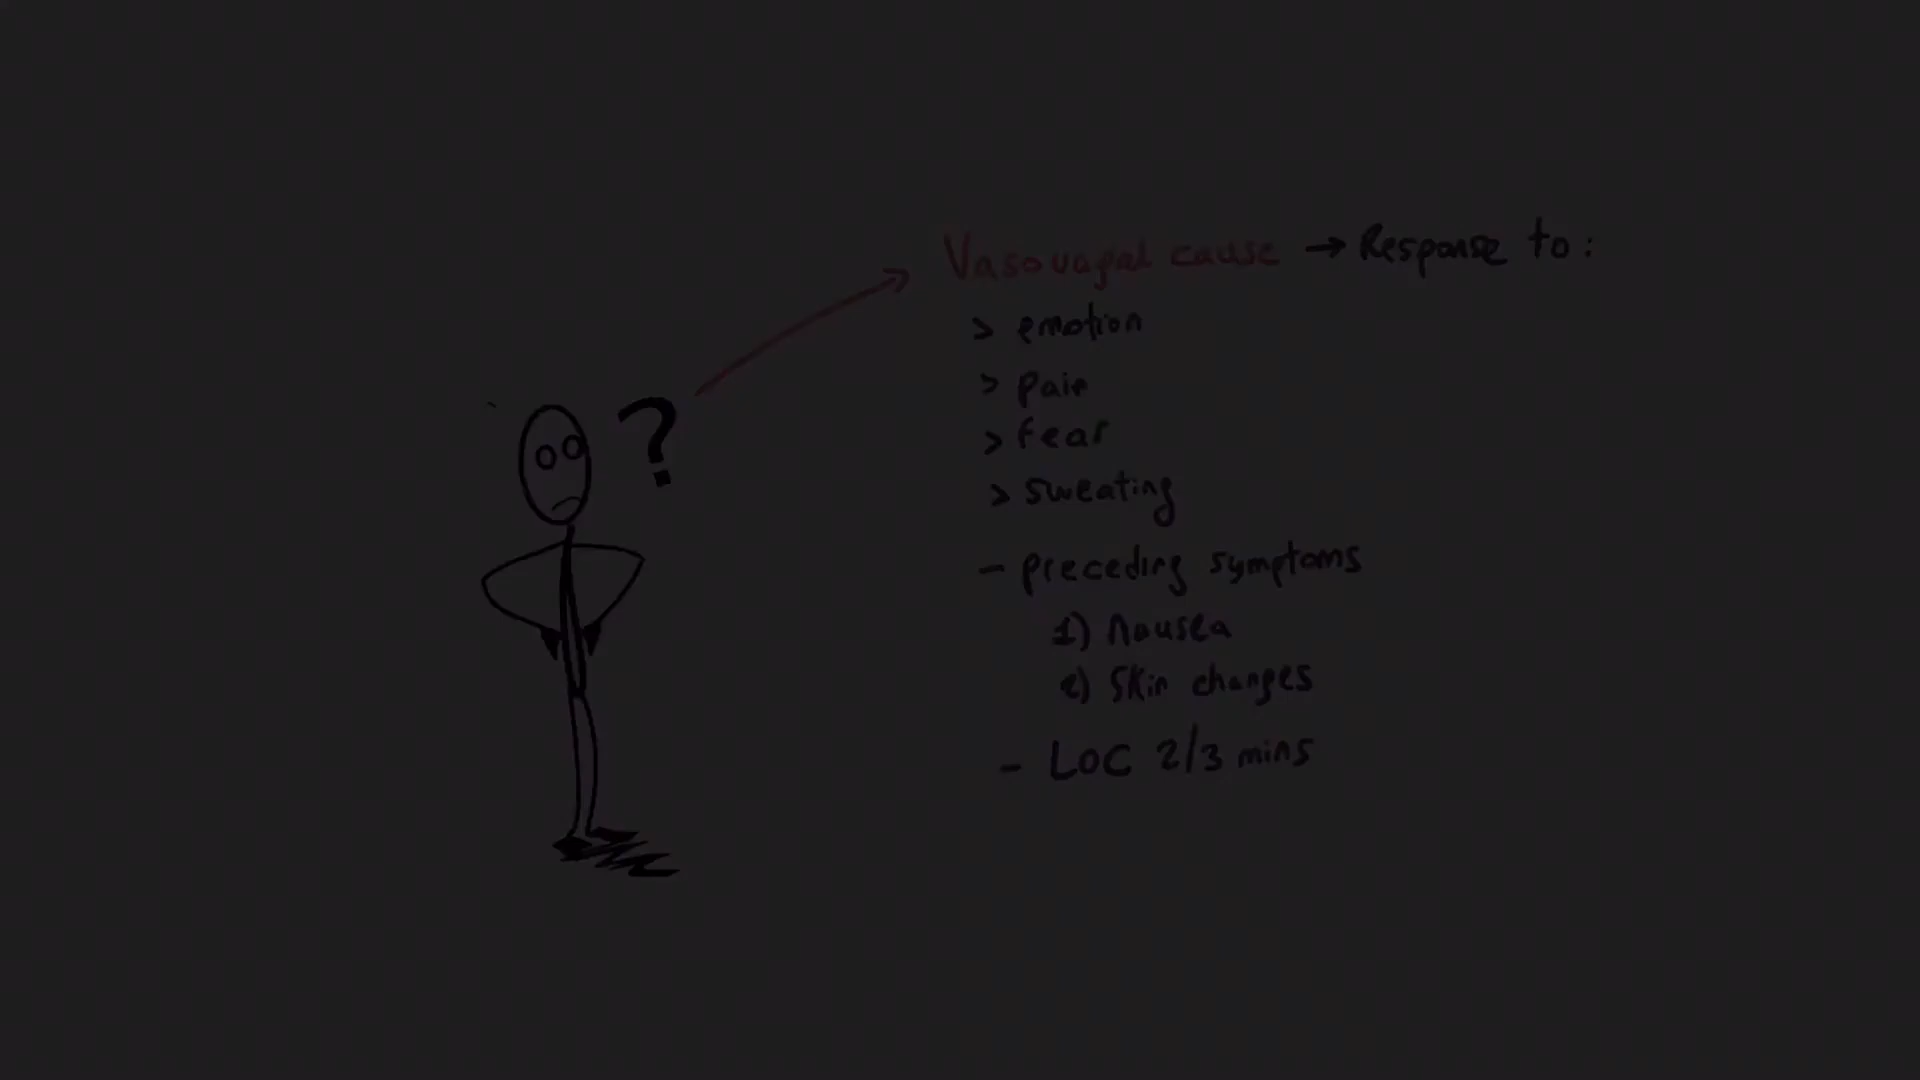 Vasovagal cause → Response to:
> emotion
> pain
> fear
> sweating
- preceding symptoms
1) Nausea
2) Skin changes
- LOC 2/3 mins
?